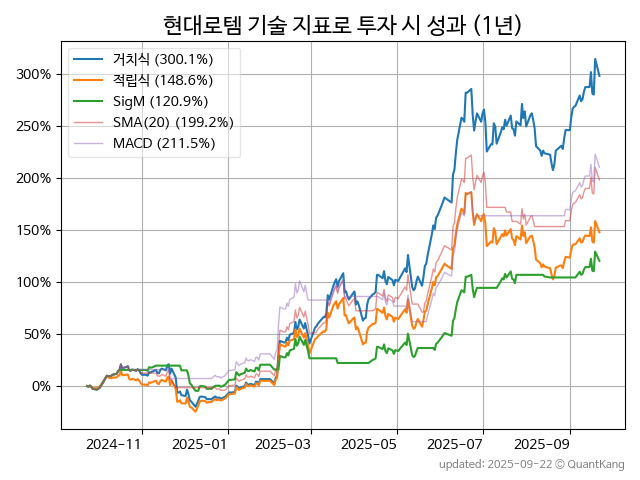 현대로템 기술 지표로 투자 시 성과 (1년)
거치식 (300.1%)
적립식 (148.6%)
SigM (120.9%)
SMA(20) (199.2%)
MACD (211.5%)
300%
250%
200%
150%
100%
50%
0%
2024-11 2025-01 2025-03 2025-05 2025-07 2025-09
updated: 2025-09-22 © QuantKang